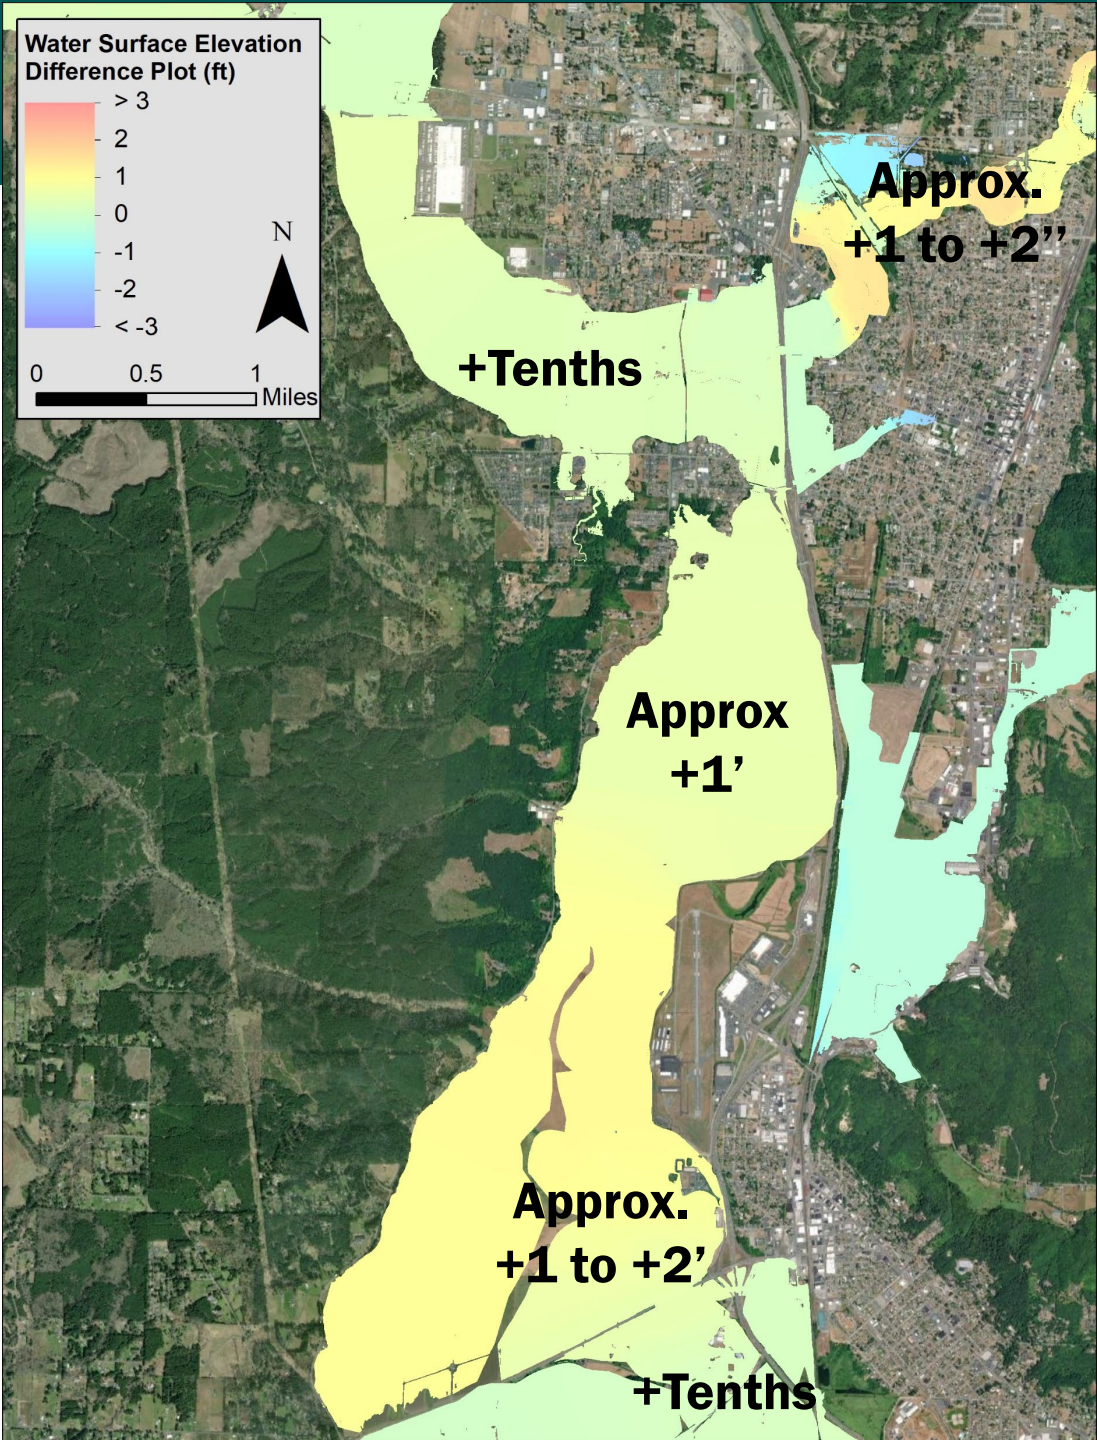 Water Surface Elevation
Difference Plot (ft)
> 3
2
1
0
-1
-2
< -3
N
0 0.5 1
Miles
Approx.
+1 to +2’’
+Tenths
Approx
+1’
Approx.
+1 to +2’
+Tenths